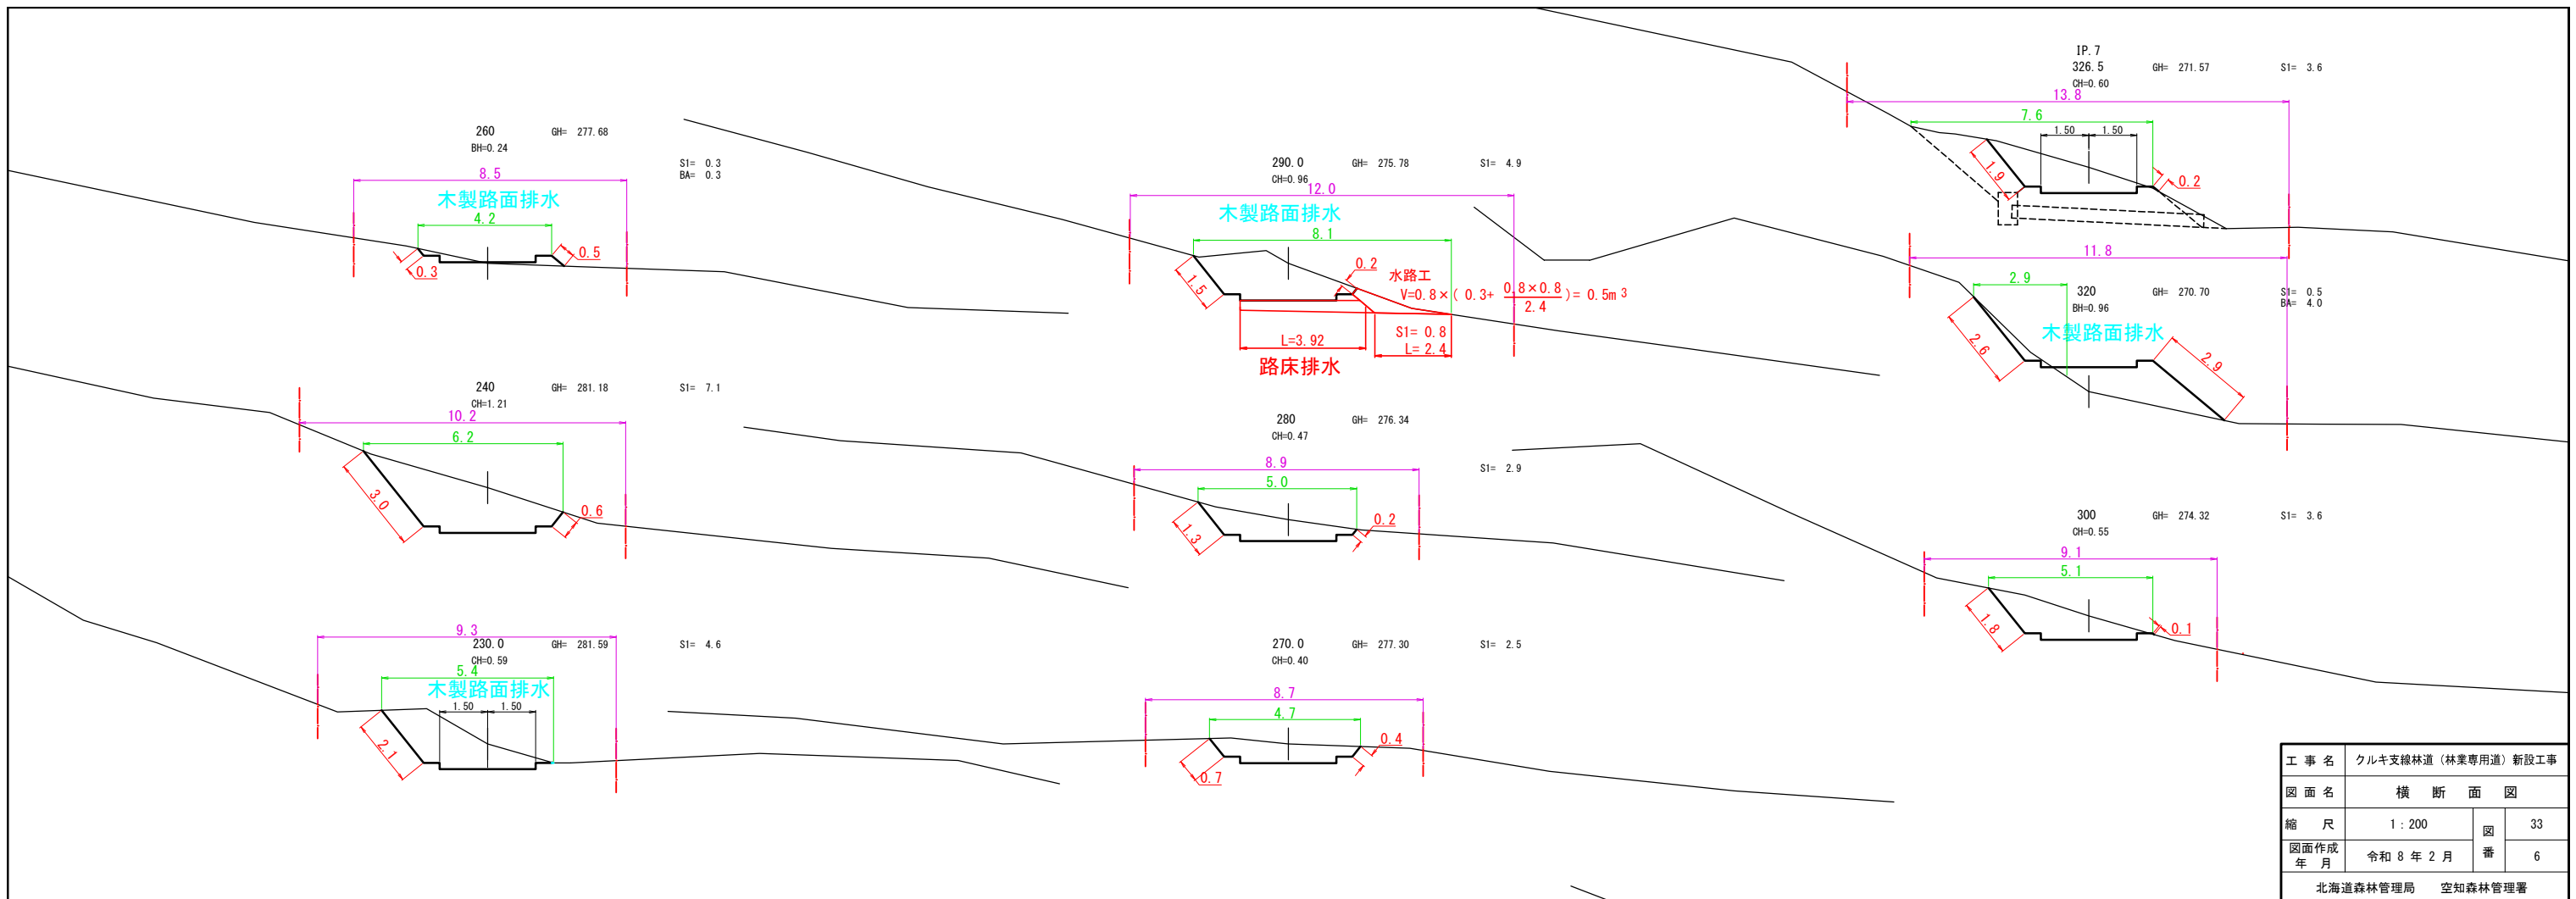 260 GH= 277.68
BH=0.24
S1= 0.3
BA= 0.3
8.5
木製路面排水
4.2
0.5
0.3
240 GH= 281.18 S1= 7.1
CH=1.21
10.2
6.2
3.0
0.6
9.3
230.0 GH= 281.59 S1= 4.6
CH=0.59
5.4
木製路面排水
1.50 1.50
2.1
290.0 GH= 275.78 S1= 4.9
CH=0.96
12.0
木製路面排水
8.1
0.2
水路工
1.5
V=0.8×( 0.3+ 0.8×0.8 / 2.4 )= 0.5m3
S1= 0.8
L=3.92
L= 2.4
路床排水
280 GH= 276.34
CH=0.47
S1= 2.9
8.9
5.0
1.3
0.2
270.0 GH= 277.30 S1= 2.5
CH=0.40
8.7
4.7
0.4
0.7
IP.7
326.5 GH= 271.57 S1= 3.6
CH=0.60
13.8
7.6
1.50 1.50
1.9
0.2
11.8
2.9
320 GH= 270.70 S1= 0.5
BH=0.96 BA= 4.0
木製路面排水
2.6
2.9
300 GH= 274.32 S1= 3.6
CH=0.55
9.1
5.1
1.8
0.1
工事名 クルキ支線林道（林業専用道）新設工事
図面名 横断面図
縮尺 1:200 図番 33
図面作成年月 令和 8 年 2 月 6
北海道森林管理局 空知森林管理署